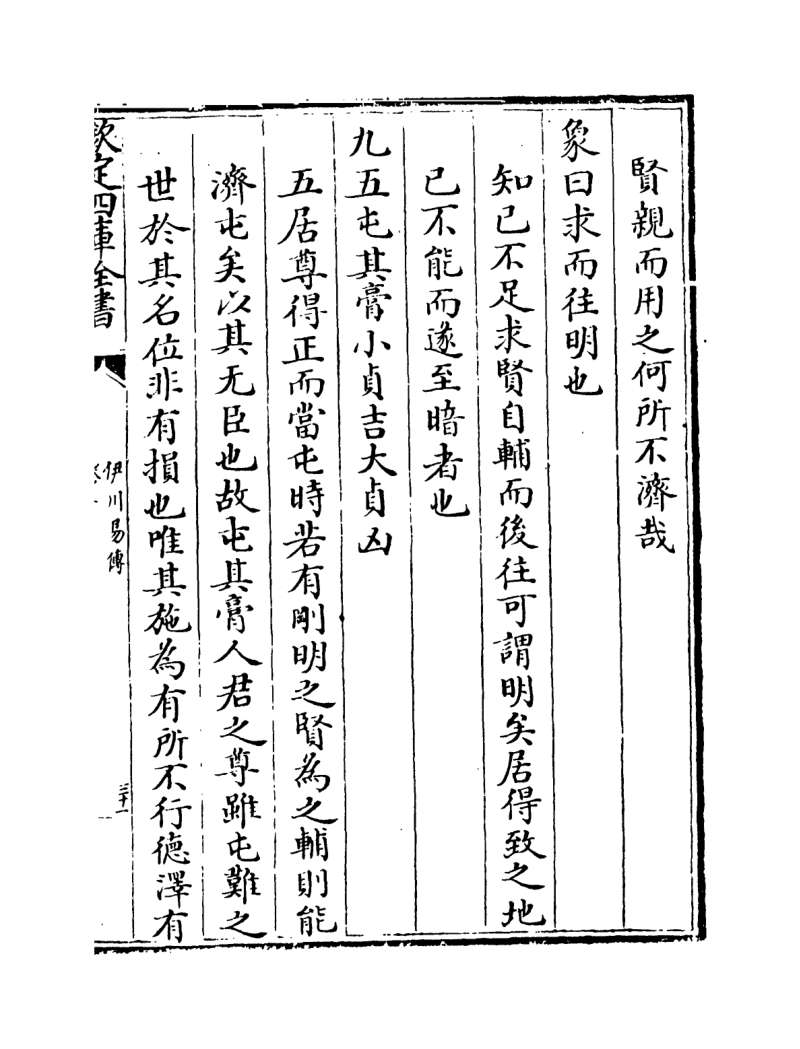 賢親而用之何所不濟哉
象曰求而往明也
知已不足求賢自輔而後往可謂明矣居得致之地
已不能而遂至暗者也
九五屯其膏小貞吉大貞凶
五居尊得正而當屯時若有剛明之賢為之輔則能
濟屯矣以其无臣也故屯其膏人君之尊雖屯難之
世於其名位非有損也唯其施為有所不行德澤有
欽定四庫全書
伊川易傳
三十一